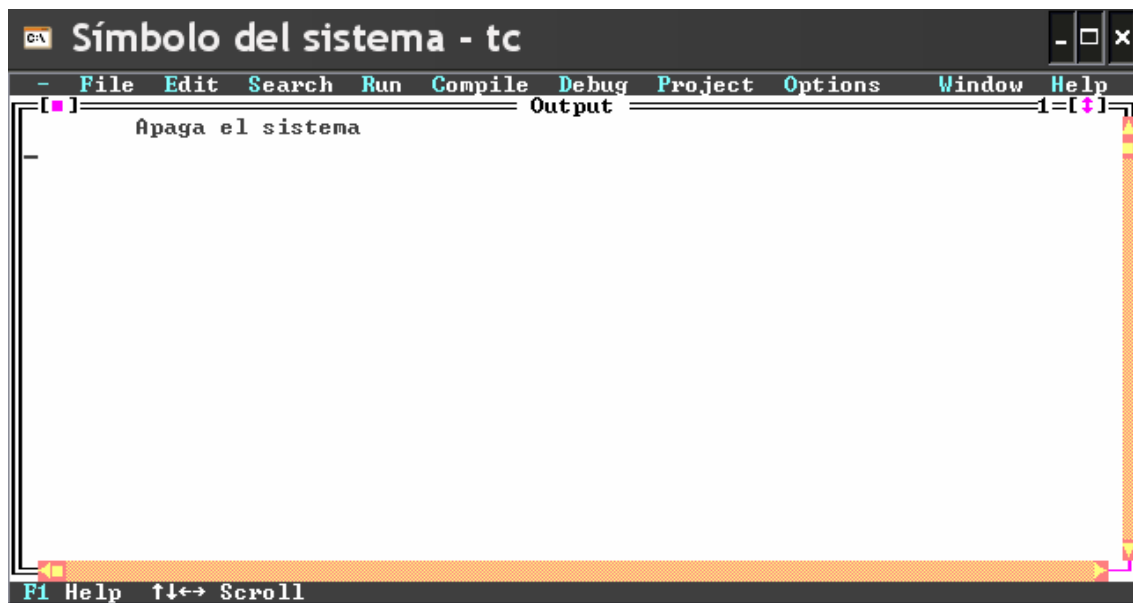 Símbolo del sistema - tc
- File Edit Search Run Compile Debug Project Options Window Help
[■] Output 1=[↕]
Apaga el sistema
_
F1 Help ↑↓←→ Scroll